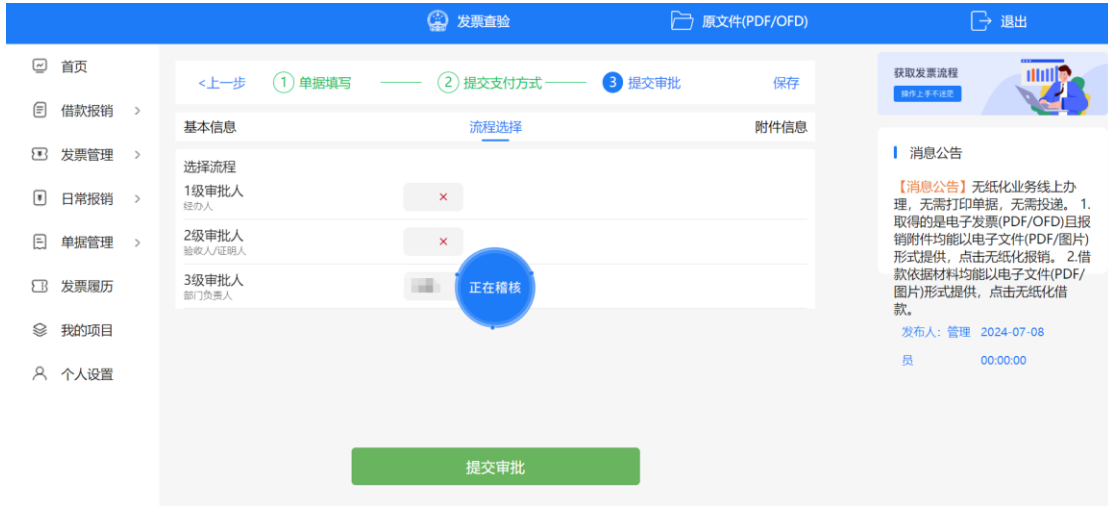 发票查验
原文件(PDF/OFD)
退出
首页
借款报销
发票管理
日常报销
单据管理
发票履历
我的项目
个人设置
<上一步
1 单据填写
2 提交支付方式
3 提交审批
保存
基本信息
流程选择
附件信息
选择流程
1级审批人
经办人
×
2级审批人
验收人/证明人
×
3级审批人
部门负责人
正在稽核
提交审批
获取发票流程
操作上手不迷茫
消息公告
【消息公告】无纸化业务线上办
理，无需打印单据，无需投递。 1.
取得的是电子发票(PDF/OFD)且报
销附件均能以电子文件(PDF/图片)
形式提供，点击无纸化报销。 2.借
款依据材料均能以电子文件(PDF/
图片)形式提供，点击无纸化借
款。
发布人：管理 2024-07-08
员 00:00:00